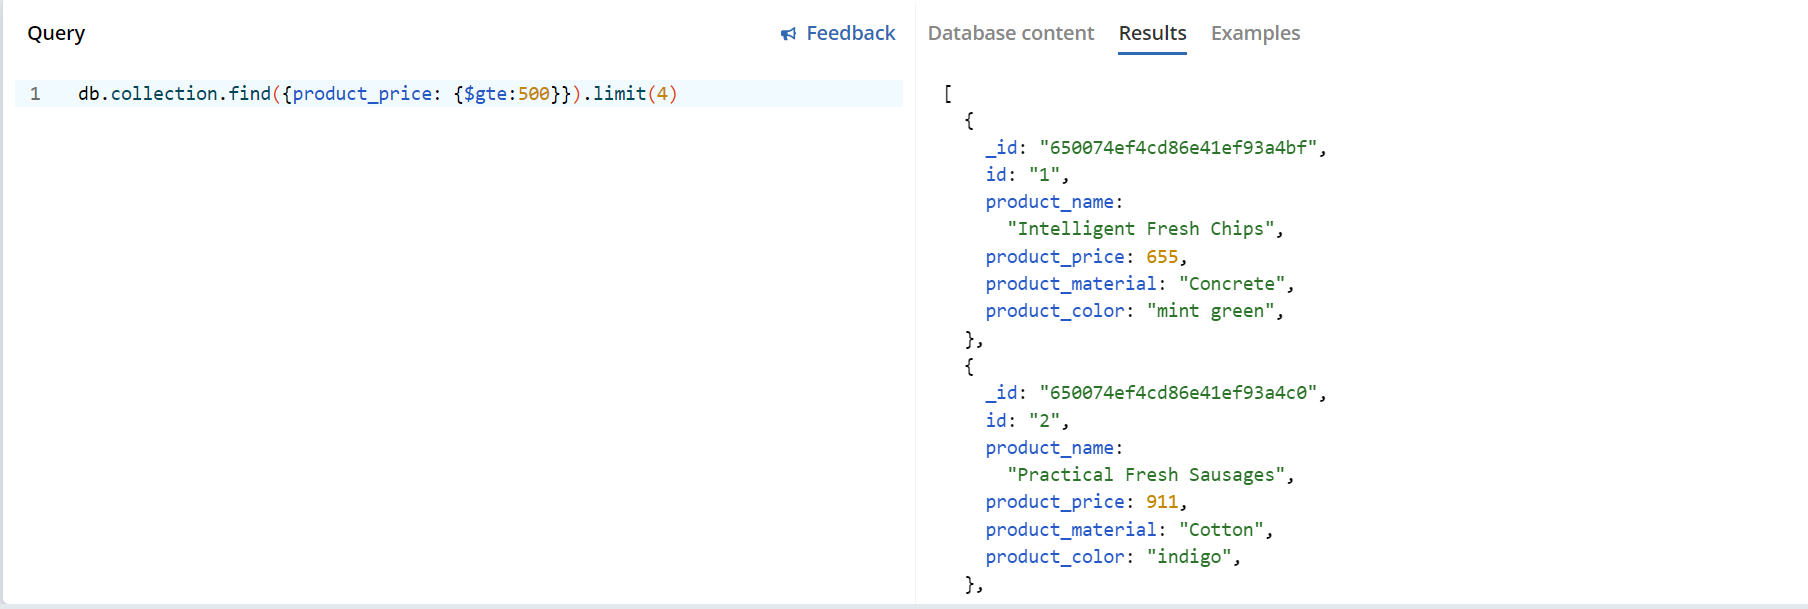 Query
Feedback
1 db.collection.find({product_price: {$gte:500}}).limit(4)
Database content Results Examples
[
{
_id: "650074ef4cd86e41ef93a4bf",
id: "1",
product_name:
"Intelligent Fresh Chips",
product_price: 655,
product_material: "Concrete",
product_color: "mint green",
},
{
_id: "650074ef4cd86e41ef93a4c0",
id: "2",
product_name:
"Practical Fresh Sausages",
product_price: 911,
product_material: "Cotton",
product_color: "indigo",
},